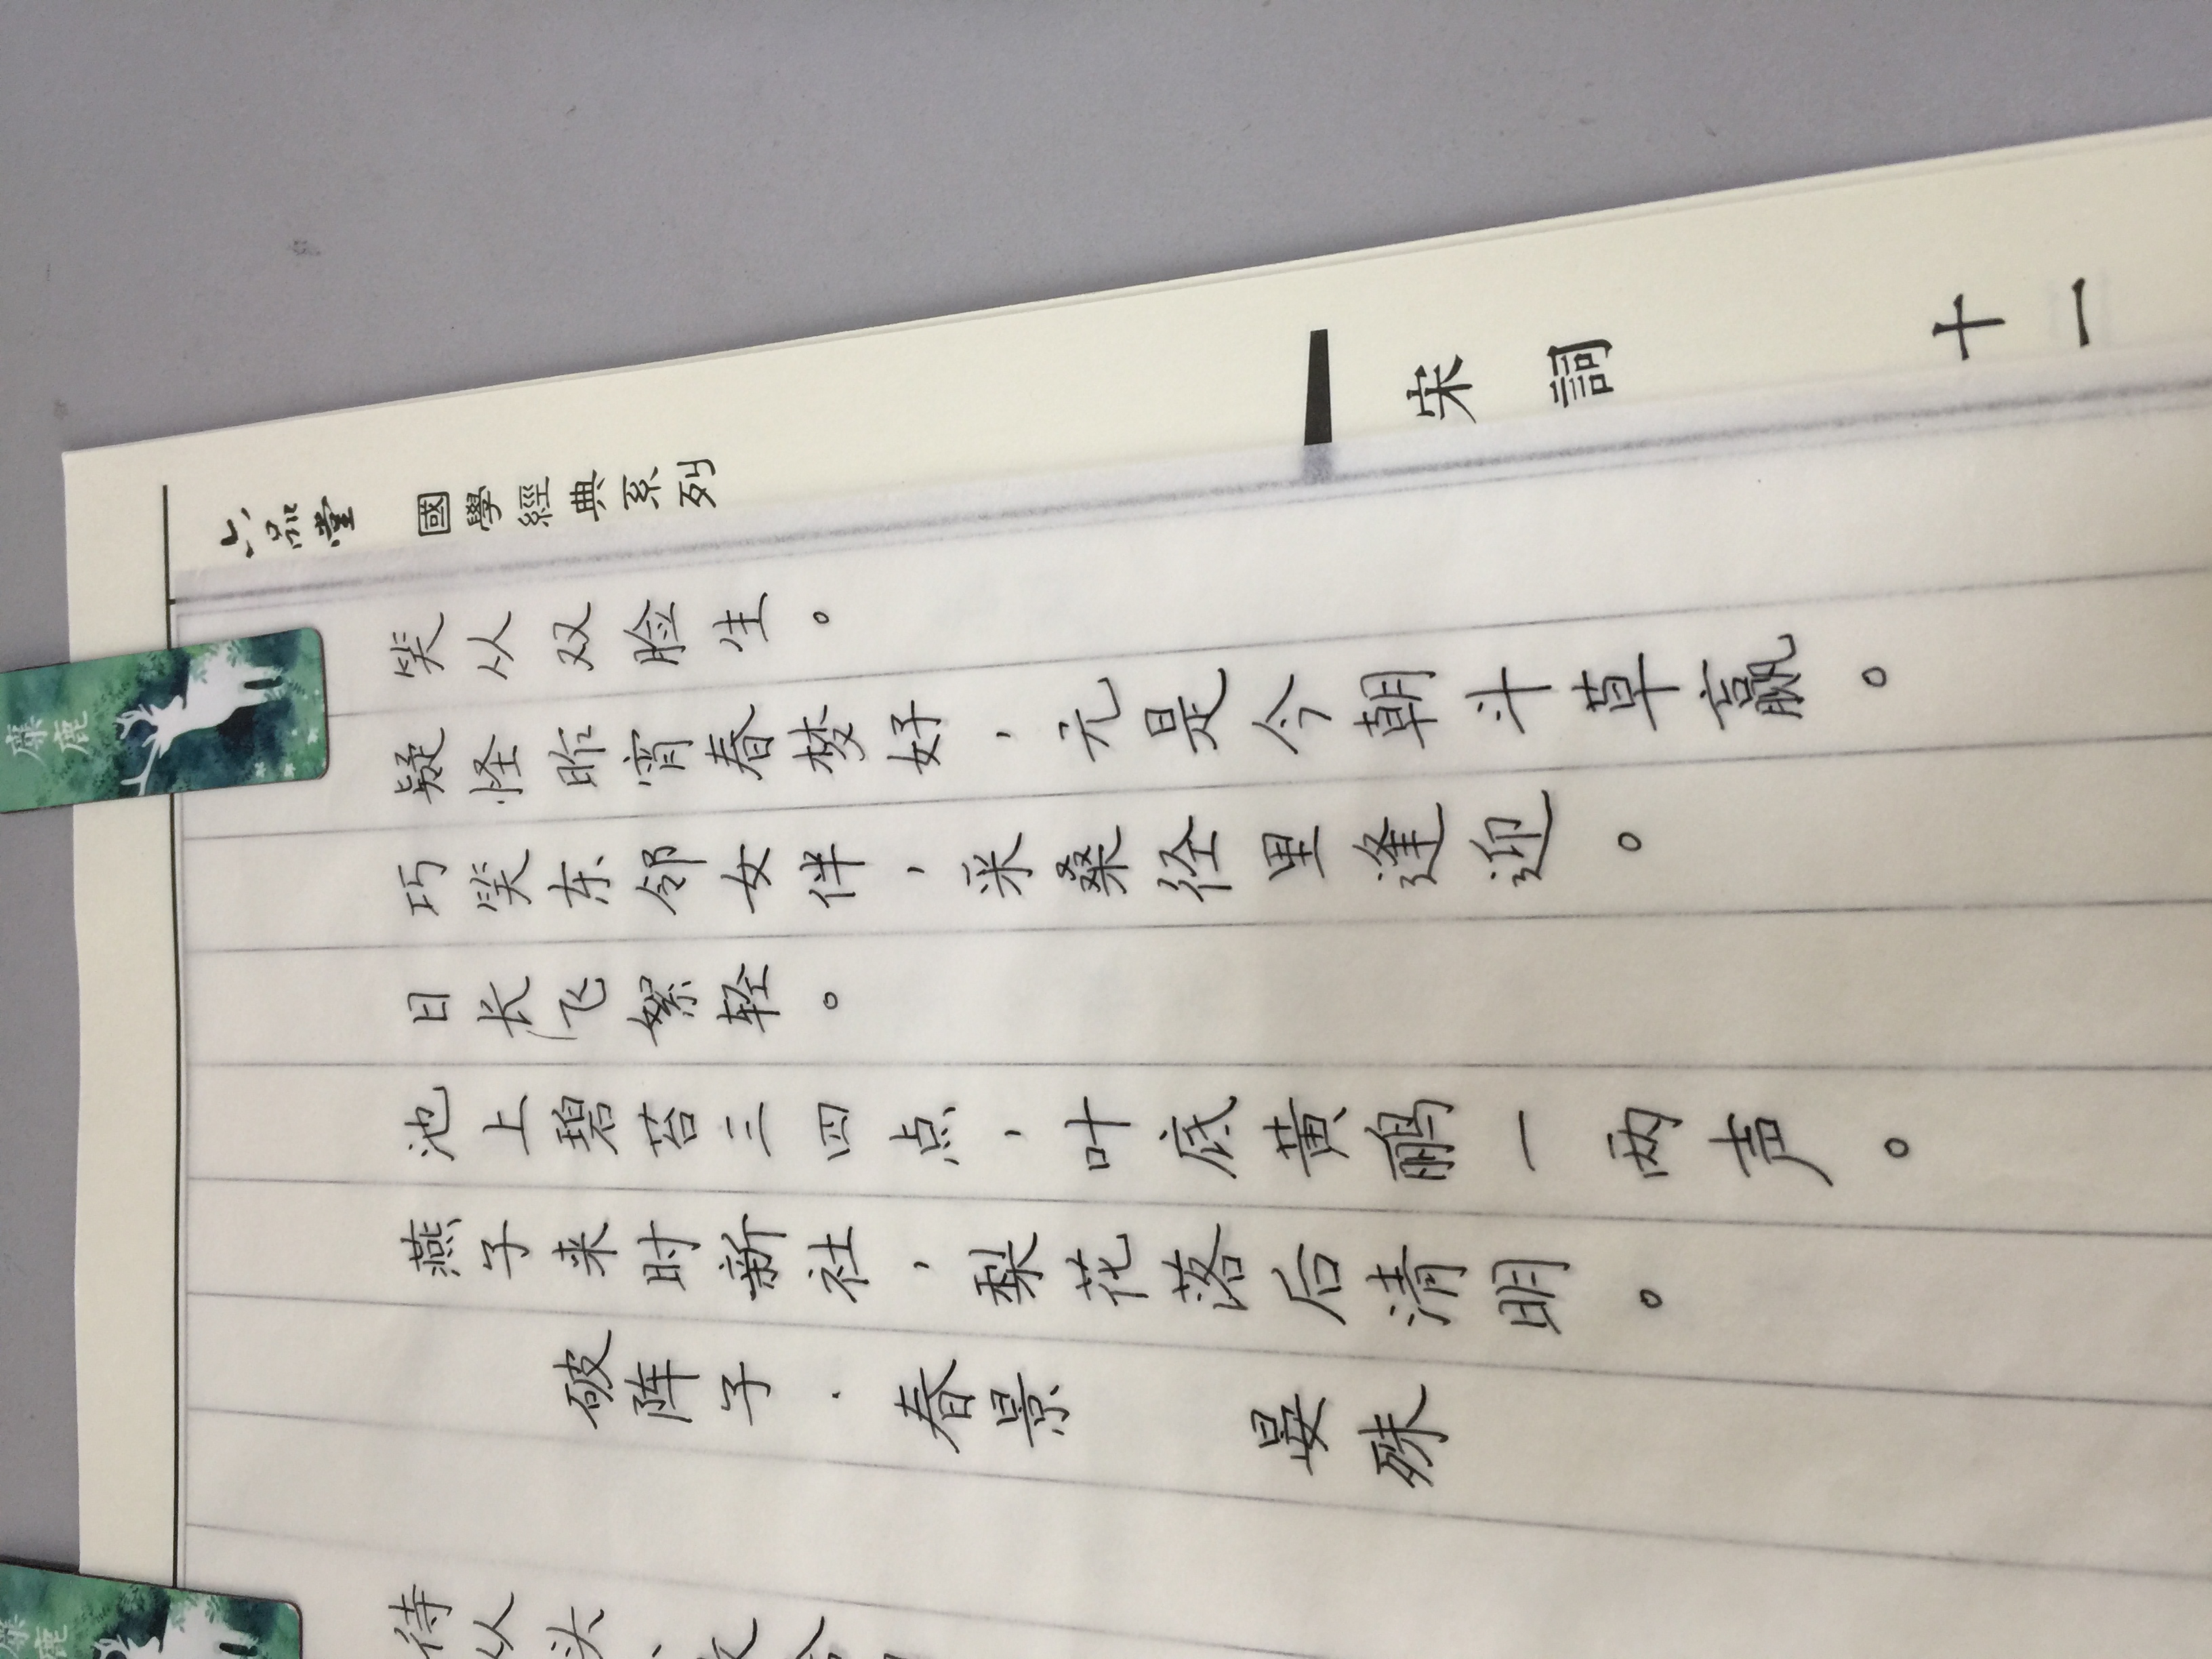 麋鹿
麋鹿
待从头、
破阵子·春景 晏殊
燕子来时新社，梨花落后清明。
池上碧苔三四点，叶底黄鹂一两声。
日长飞絮轻。
巧笑东邻女伴，采桑径里逢迎。
疑怪昨宵春梦好，元是今朝斗草赢。
笑从双脸生。
六品堂 國學經典系列
宋詞
十一